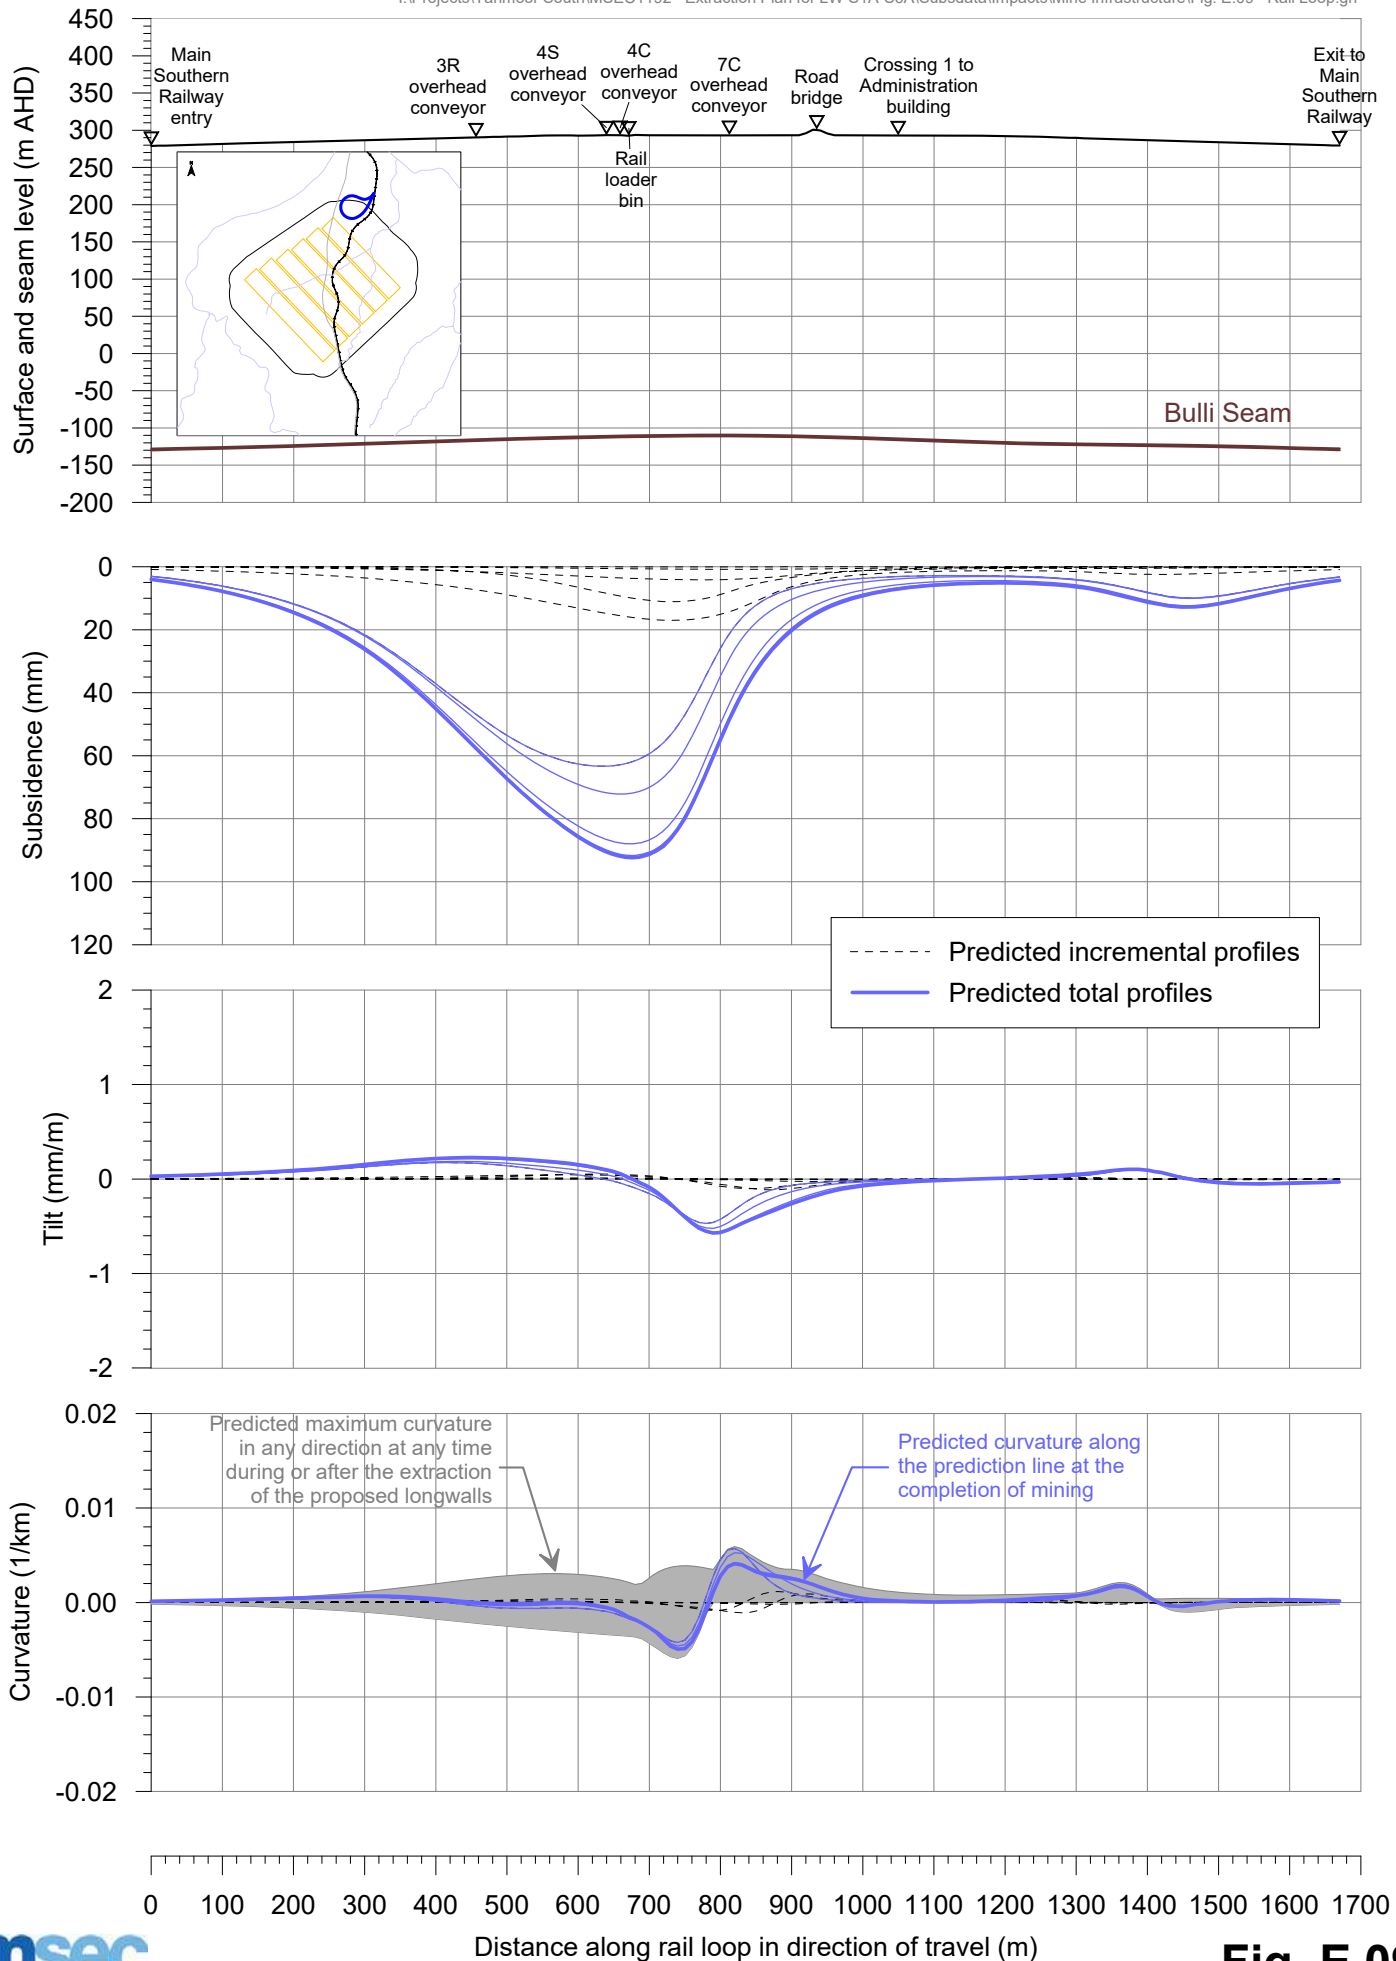 450
400
350
300
250
200
150
100
50
0
-50
-100
-150
-200
Surface and seam level (m AHD)
Main
Southern
Railway
entry
3R
overhead
conveyor
4S
overhead
conveyor
4C
overhead
conveyor
7C
overhead
conveyor
Road
bridge
Crossing 1 to
Administration
building
Exit to
Main
Southern
Railway
Rail
loader
bin
Bulli Seam
0
20
40
60
80
100
120
Subsidence (mm)
Predicted incremental profiles
Predicted total profiles
2
1
0
-1
-2
Tilt (mm/m)
0.02
0.01
0.00
-0.01
-0.02
Curvature (1/km)
Predicted maximum curvature
in any direction at any time
during or after the extraction
of the proposed longwalls
Predicted curvature along
the prediction line at the
completion of mining
0 100 200 300 400 500 600 700 800 900 1000 1100 1200 1300 1400 1500 1600 1700
Distance along rail loop in direction of travel (m)
msec